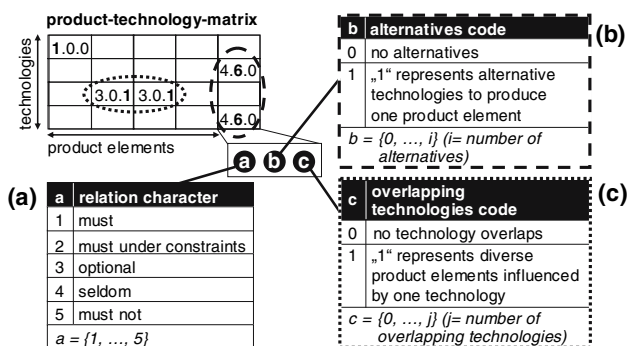 product-technology-matrix
technologies
1.0.0
4.6.0
3.0.1 3.0.1
4.6.0
product elements
a b c
(a)
a relation character
1 must
2 must under constraints
3 optional
4 seldom
5 must not
a = {1, ..., 5}
b alternatives code
(b)
0 no alternatives
1 „1“ represents alternative
technologies to produce
one product element
b = {0, ..., i} (i= number of
alternatives)
c overlapping
technologies code
(c)
0 no technology overlaps
1 „1“ represents diverse
product elements influenced
by one technology
c = {0, ..., j} (j= number of
overlapping technologies)